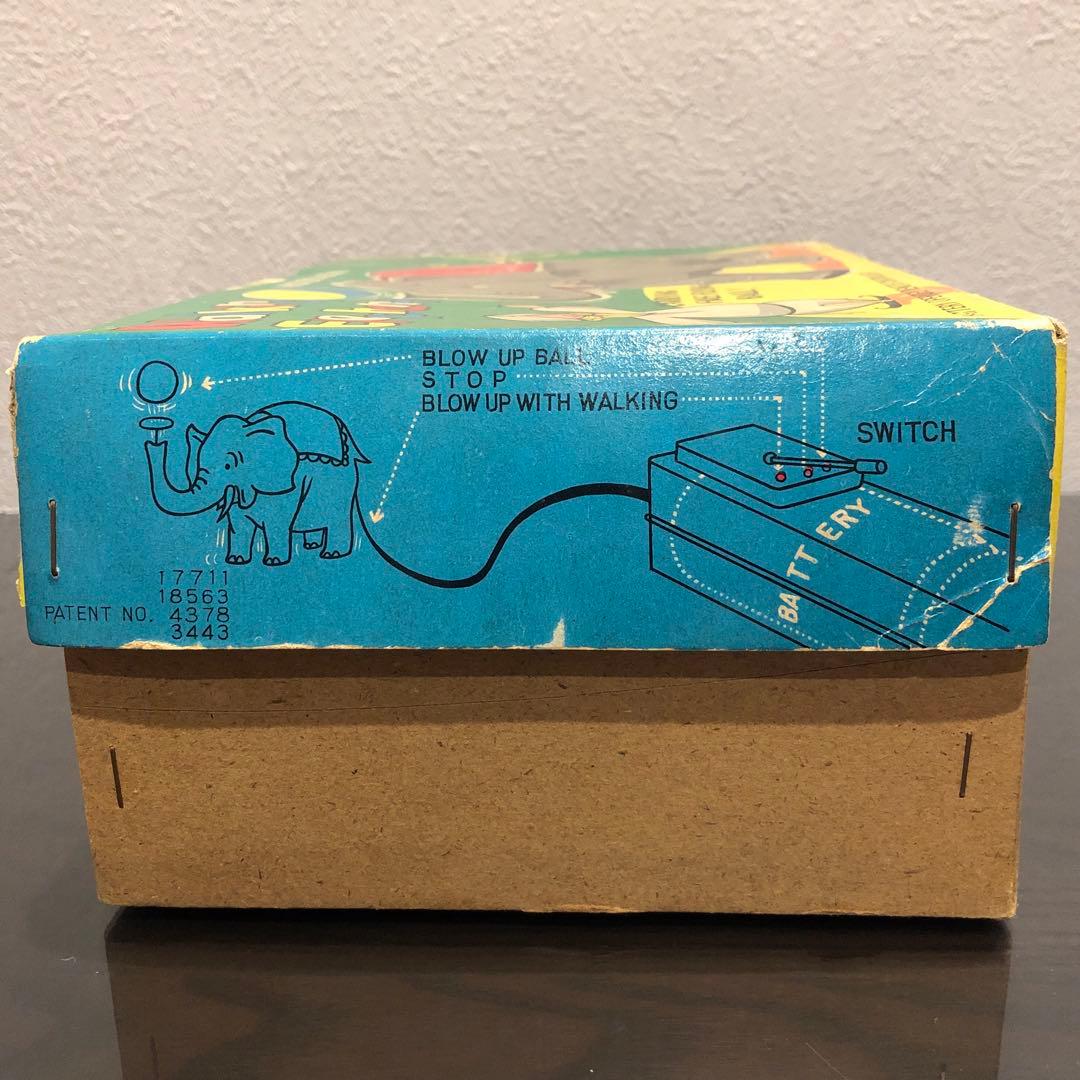 BLOW UP BALL
STOP
BLOW UP WITH WALKING
SWITCH
BATTERY
17711
18563
PATENT NO. 4378
3443